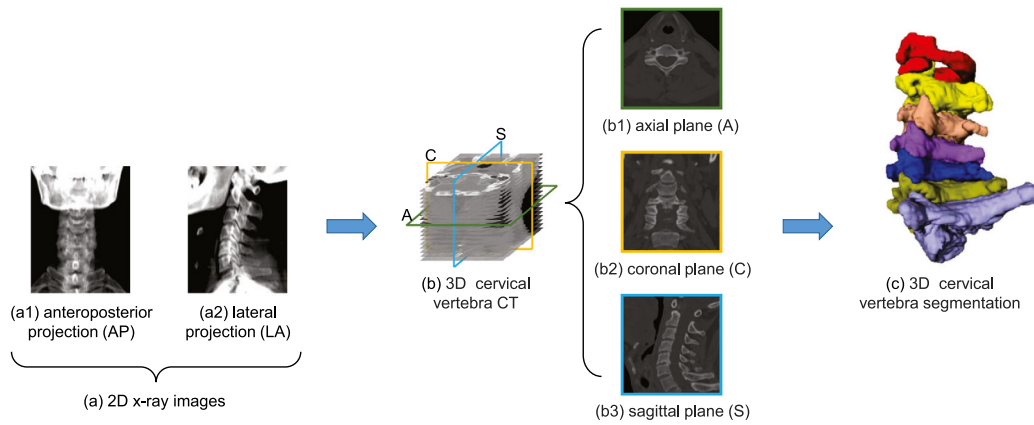 (a1) anteroposterior
projection (AP)
(a2) lateral
projection (LA)
(a) 2D x-ray images
S
C
A
(b) 3D cervical
vertebra CT
(b1) axial plane (A)
(b2) coronal plane (C)
(b3) sagittal plane (S)
(c) 3D cervical
vertebra segmentation